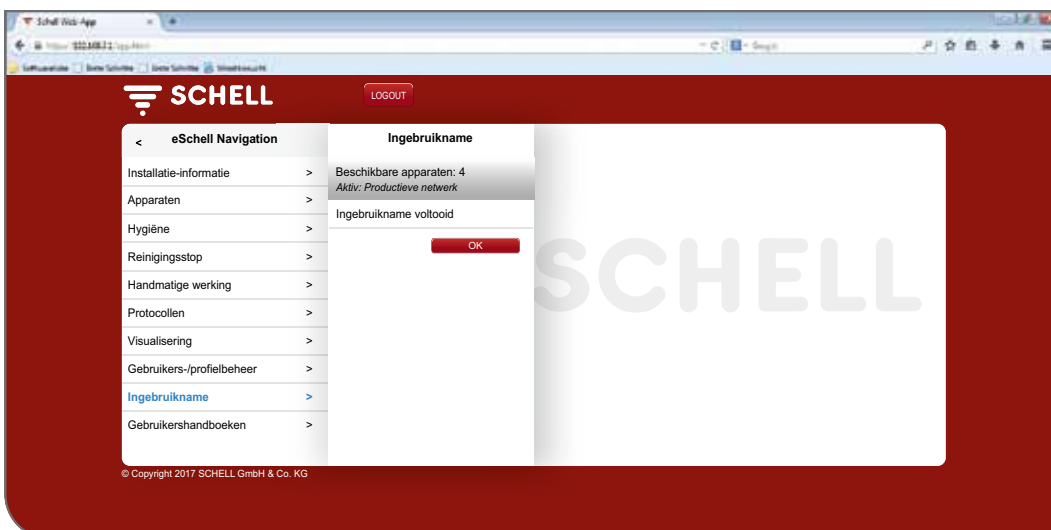 Schell Web-App
SCHELL
LOGOUT
< eSchell Navigation
Installatie-informatie >
Apparaten >
Hygiëne >
Reinigingsstop >
Handmatige werking >
Protocollen >
Visualisering >
Gebruikers-/profielbeheer >
Ingebruikname >
Gebruikershandboeken >
Ingebruikname
Beschikbare apparaten: 4
Aktiv: Productieve netwerk
Ingebruikname voltooid
OK
SCHELL
© Copyright 2017 SCHELL GmbH & Co. KG